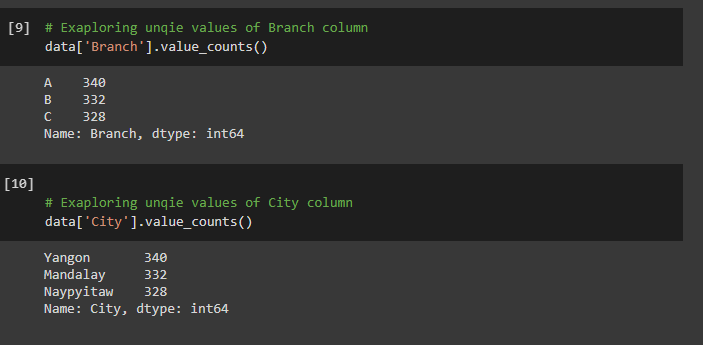 [9] # Exaploring unqie values of Branch column
data['Branch'].value_counts()
A 340
B 332
C 328
Name: Branch, dtype: int64
[10]
# Exaploring unqie values of City column
data['City'].value_counts()
Yangon 340
Mandalay 332
Naypyitaw 328
Name: City, dtype: int64